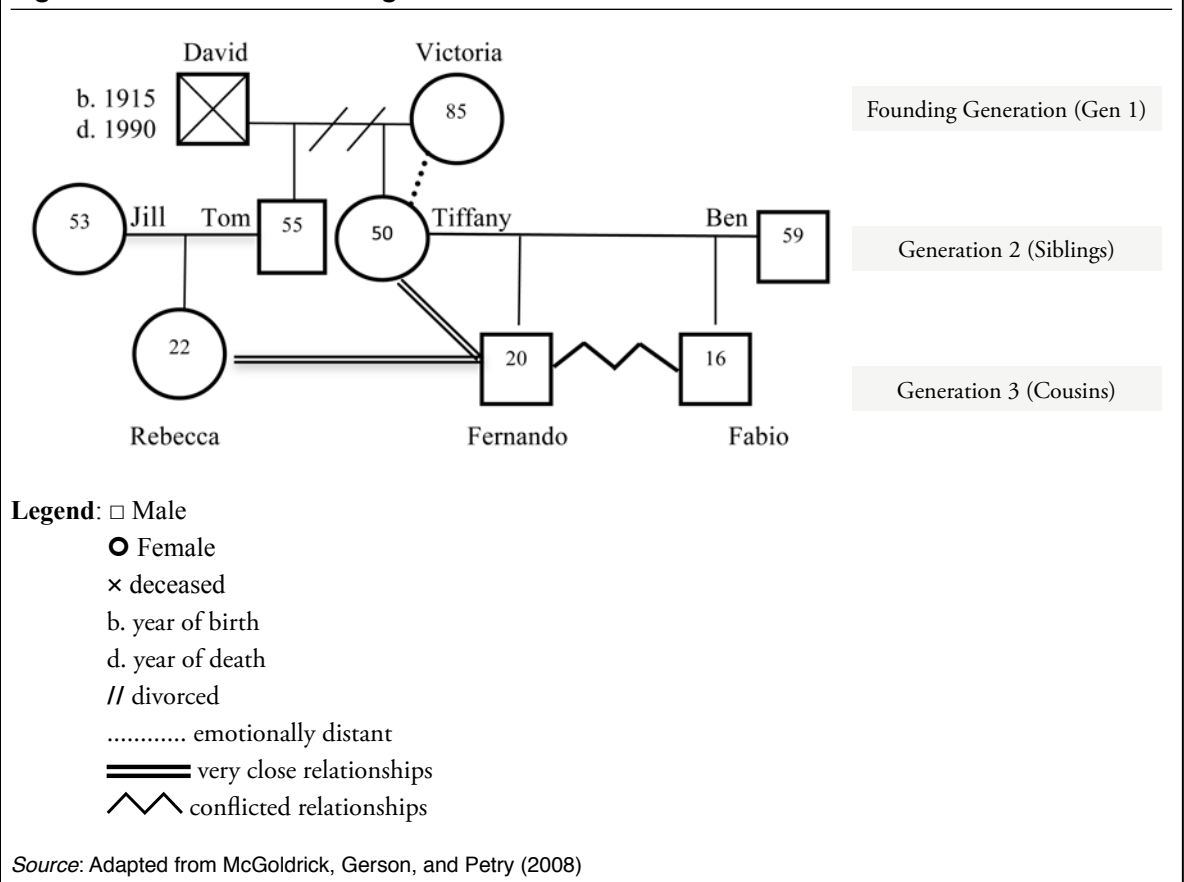 David Victoria
b. 1915
d. 1990
85
Founding Generation (Gen 1)
53 Jill Tom 55 50 Tiffany Ben 59
Generation 2 (Siblings)
22 20 16
Generation 3 (Cousins)
Rebecca Fernando Fabio
Legend: □ Male
O Female
× deceased
b. year of birth
d. year of death
// divorced
............ emotionally distant
very close relationships
conflicted relationships
Source: Adapted from McGoldrick, Gerson, and Petry (2008)